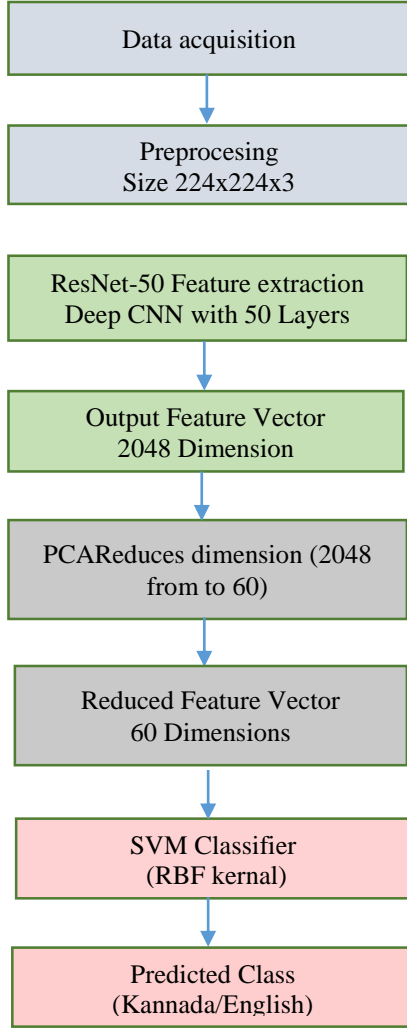 Data acquisition
Preprocesing
Size 224x224x3
ResNet-50 Feature extraction
Deep CNN with 50 Layers
Output Feature Vector
2048 Dimension
PCAReduces dimension (2048
from to 60)
Reduced Feature Vector
60 Dimensions
SVM Classifier
(RBF kernal)
Predicted Class
(Kannada/English)